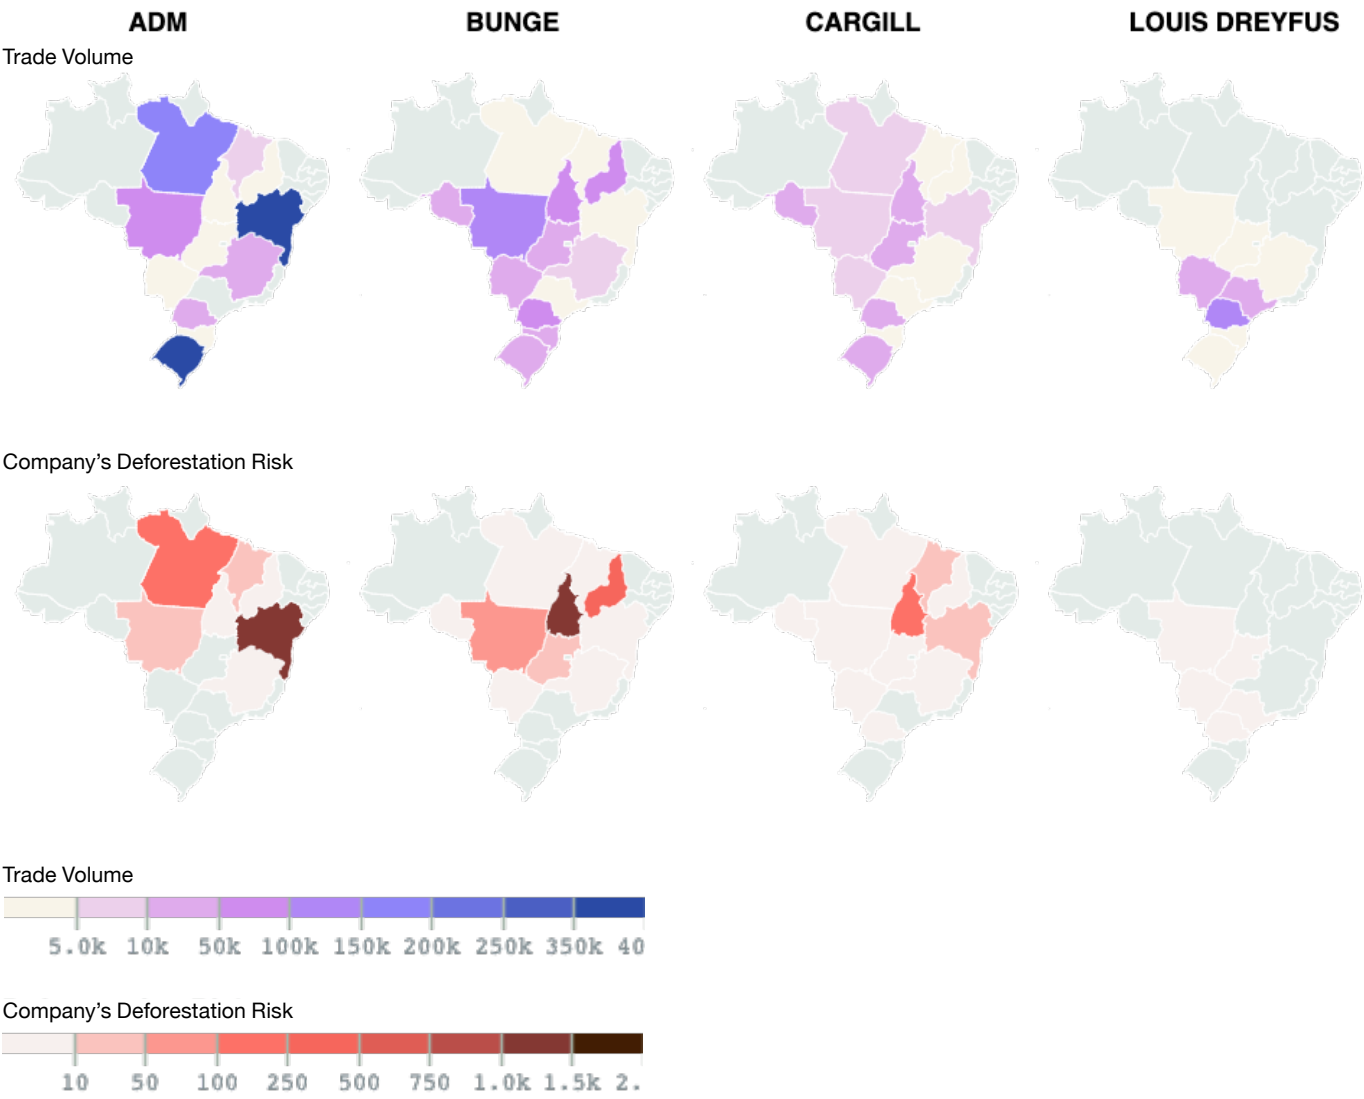 ADM BUNGE CARGILL LOUIS DREYFUS
Trade Volume
Company’s Deforestation Risk
Trade Volume
5.0k 10k 50k 100k 150k 200k 250k 350k 40
Company’s Deforestation Risk
10 50 100 250 500 750 1.0k 1.5k 2.